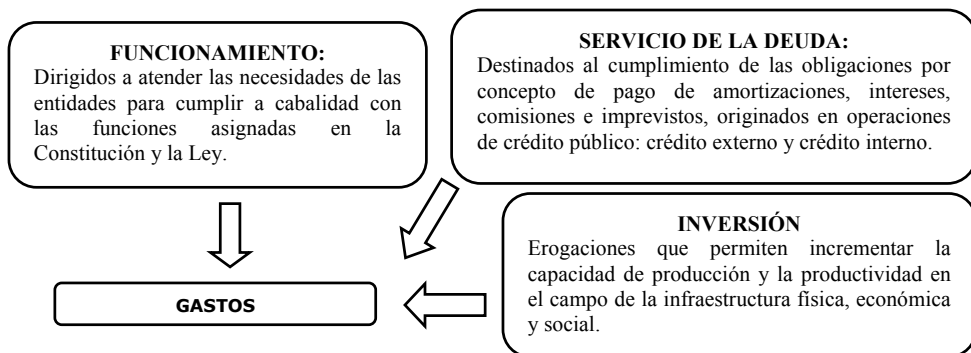 FUNCIONAMIENTO:
Dirigidos a atender las necesidades de las
entidades para cumplir a cabalidad con
las funciones asignadas en la
Constitución y la Ley.
SERVICIO DE LA DEUDA:
Destinados al cumplimiento de las obligaciones por
concepto de pago de amortizaciones, intereses,
comisiones e imprevistos, originados en operaciones
de crédito público: crédito externo y crédito interno.
INVERSIÓN
Erogaciones que permiten incrementar la
capacidad de producción y la productividad en
el campo de la infraestructura física, económica
y social.
GASTOS